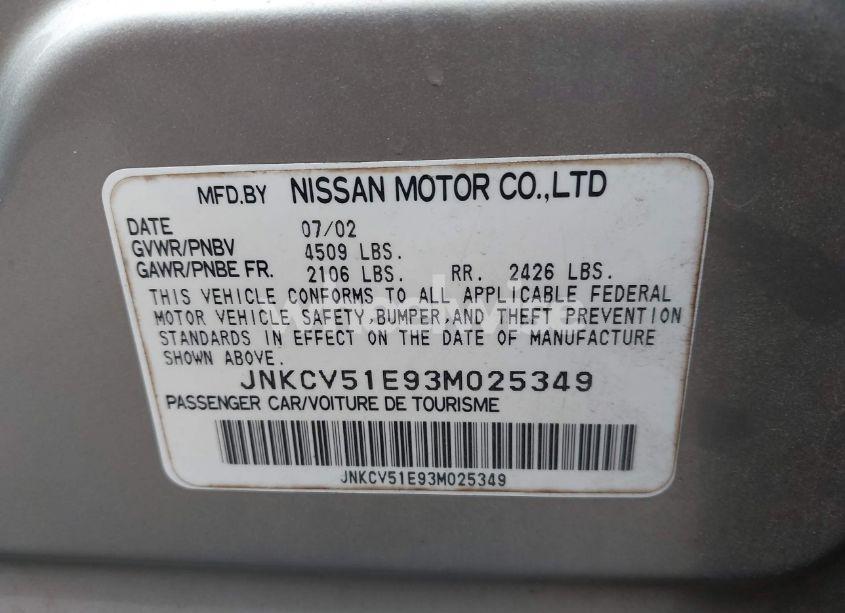 MFD.BY NISSAN MOTOR CO.,LTD
DATE 07/02
GVWR/PNBV 4509 LBS.
GAWR/PNBE FR. 2106 LBS. RR. 2426 LBS.
THIS VEHICLE CONFORMS TO ALL APPLICABLE FEDERAL
MOTOR VEHICLE SAFETY,BUMPER,AND THEFT PREVENTION
STANDARDS IN EFFECT ON THE DATE OF MANUFACTURE
SHOWN ABOVE.
JNKCV51E93M025349
PASSENGER CAR/VOITURE DE TOURISME
JNKCV51E93M025349